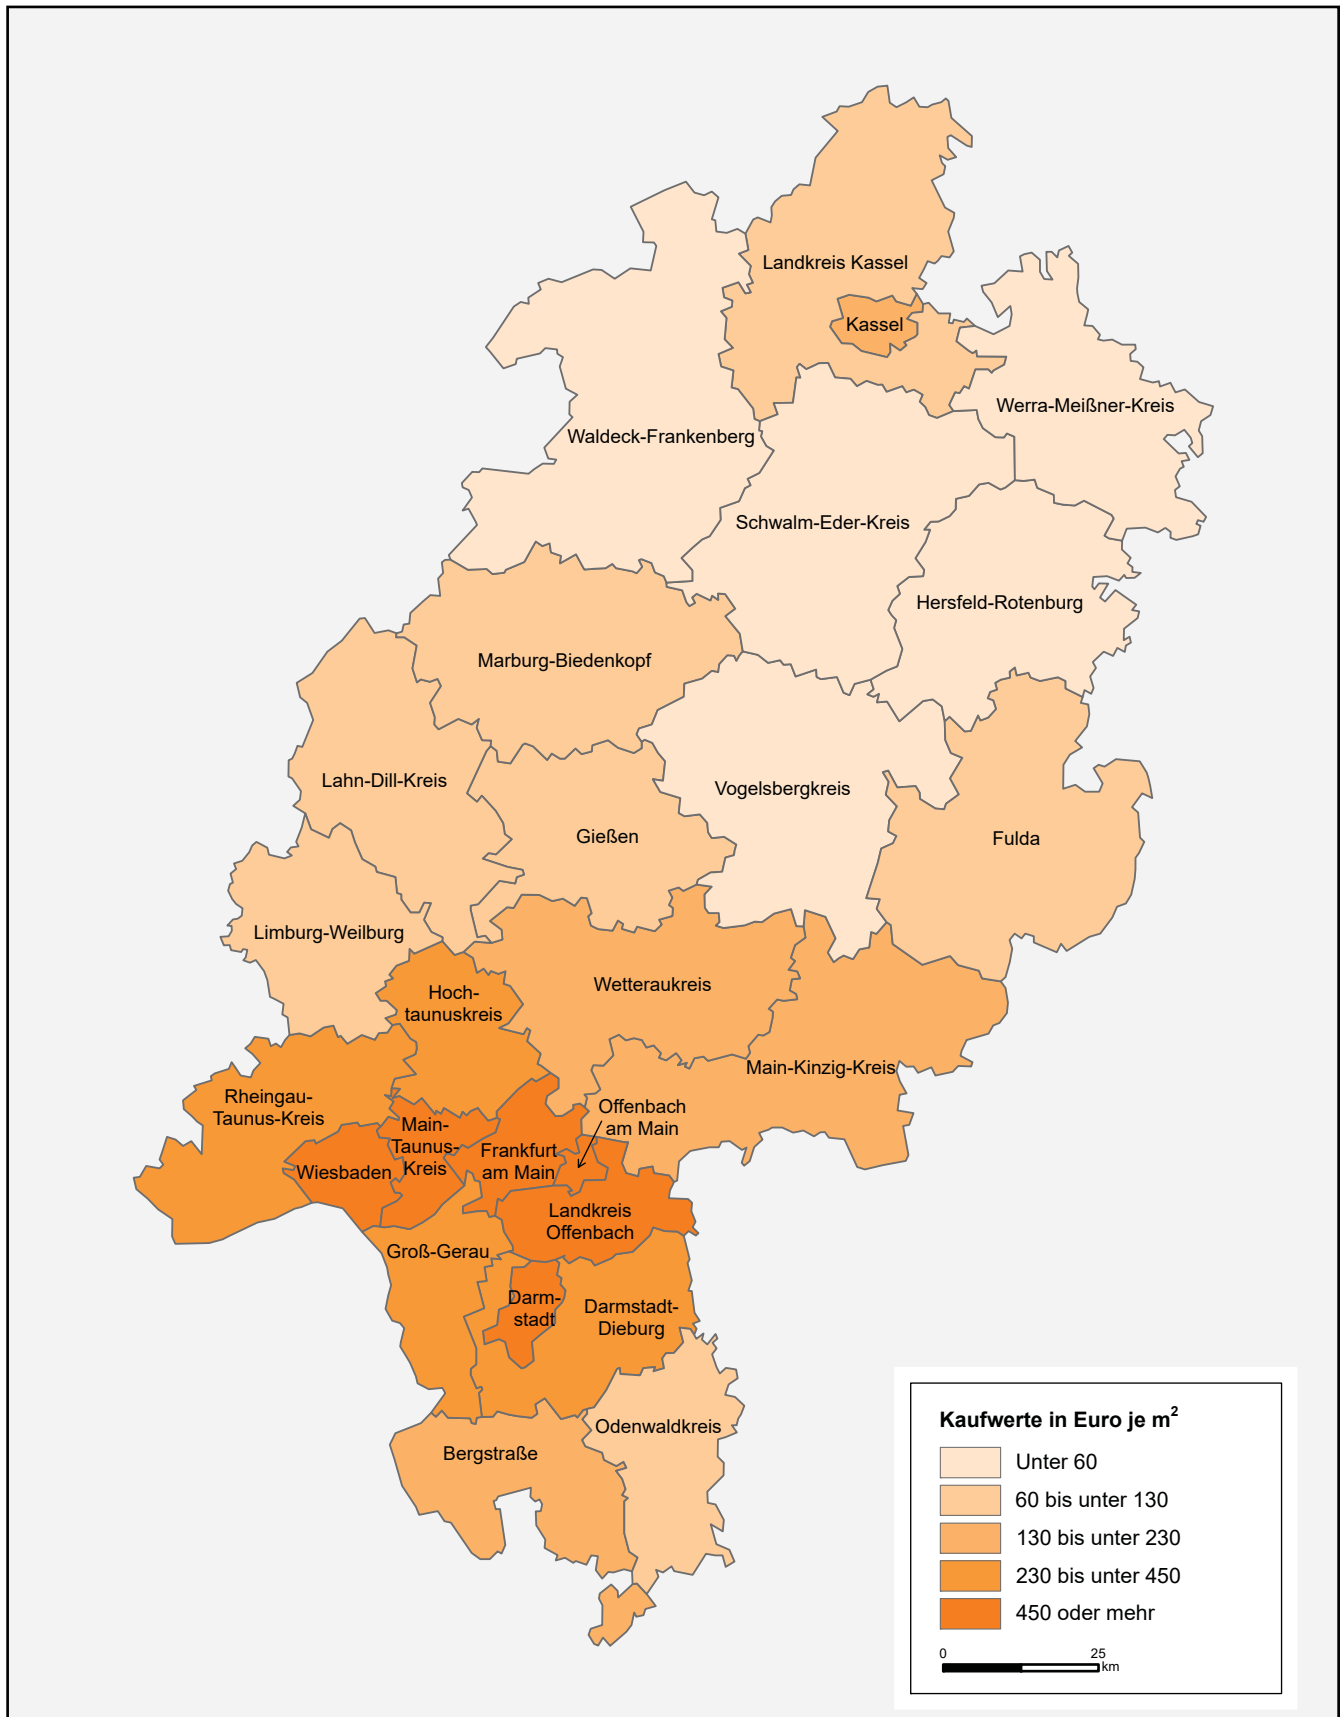 Landkreis Kassel
Kassel
Werra-Meißner-Kreis
Waldeck-Frankenberg
Schwalm-Eder-Kreis
Hersfeld-Rotenburg
Marburg-Biedenkopf
Lahn-Dill-Kreis
Vogelsbergkreis
Gießen
Fulda
Limburg-Weilburg
Wetteraukreis
Hoch-
taunuskreis
Main-Kinzig-Kreis
Rheingau-
Taunus-Kreis
Offenbach
am Main
Main-
Taunus-
Kreis
Frankfurt
am Main
Wiesbaden
Landkreis
Offenbach
Groß-Gerau
Darm-
stadt
Darmstadt-
Dieburg
Odenwaldkreis
Bergstraße
Kaufwerte in Euro je m²
Unter 60
60 bis unter 130
130 bis unter 230
230 bis unter 450
450 oder mehr
0 25
km